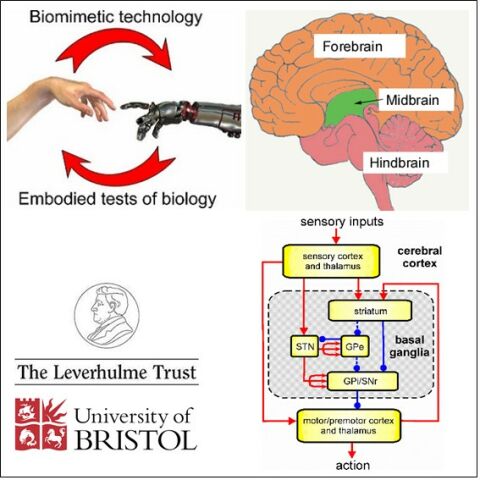 Biomimetic technology
Embodied tests of biology
Forebrain
Midbrain
Hindbrain
The Leverhulme Trust
University of
BRISTOL
sensory inputs
sensory cortex
and thalamus
cerebral
cortex
striatum
STN
GPe
basal
ganglia
GPi/SNr
motor/premotor cortex
and thalamus
action